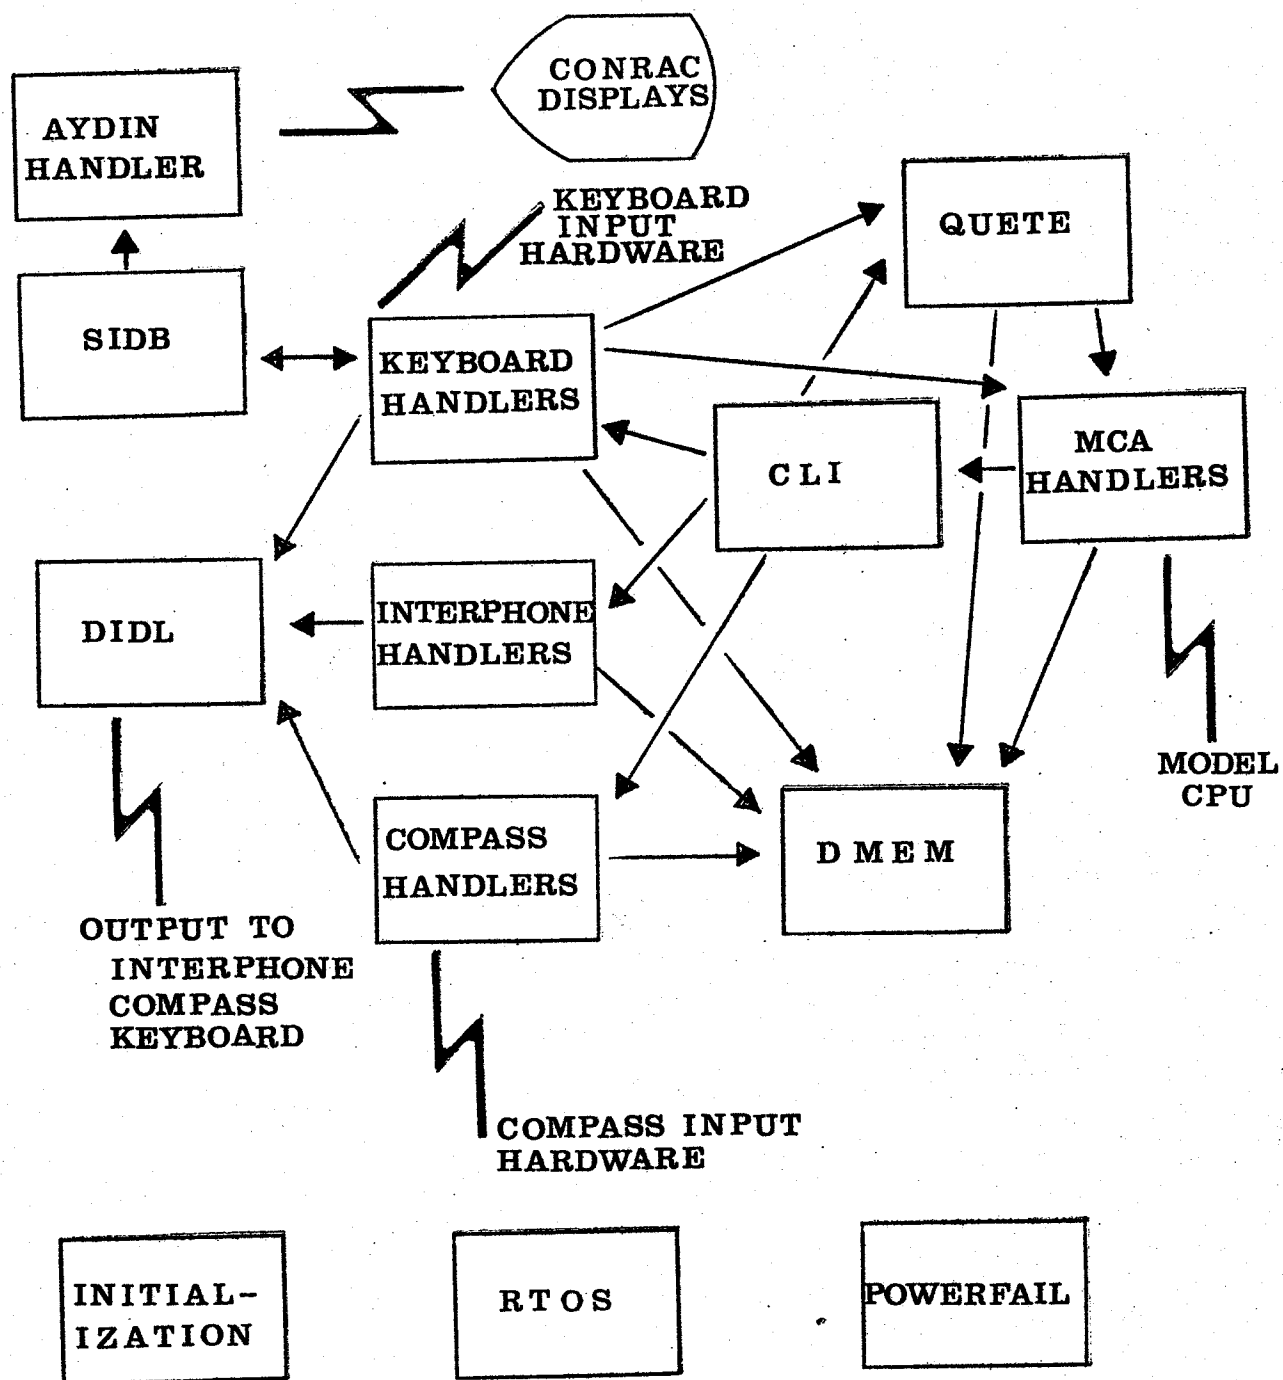 CONRAC
DISPLAYS
AYDIN
HANDLER
KEYBOARD
INPUT
HARDWARE
QUETE
SIDB
KEYBOARD
HANDLERS
CLI
MCA
HANDLERS
DIDL
INTERPHONE
HANDLERS
MODEL
CPU
COMPASS
HANDLERS
DMEM
OUTPUT TO
INTERPHONE
COMPASS
KEYBOARD
COMPASS INPUT
HARDWARE
INITIAL-
IZATION
RTOS
POWERFAIL